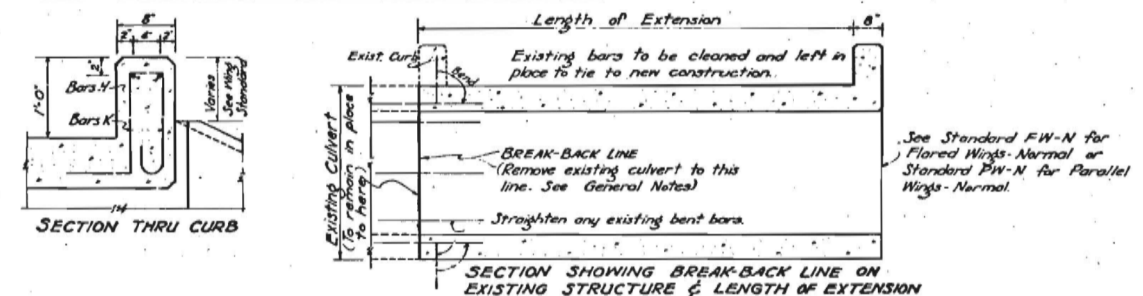 8"
2" 4" 2"
2"
1'-0"
Bars H
Bars K
Varies
See Wing
Standard
SECTION THRU CURB
Length of Extension
8"
Exist. Curb
Bend
Existing bars to be cleaned and left in
place to tie to new construction.
Existing Culvert
(To remain in place
to here)
BREAK-BACK LINE
(Remove existing culvert to this
line. See General Notes)
Straighten any existing bent bars.
See Standard FW-N for
Flared Wings-Normal or
Standard PW-N for Parallel
Wings-Normal.
SECTION SHOWING BREAK-BACK LINE ON
EXISTING STRUCTURE & LENGTH OF EXTENSION